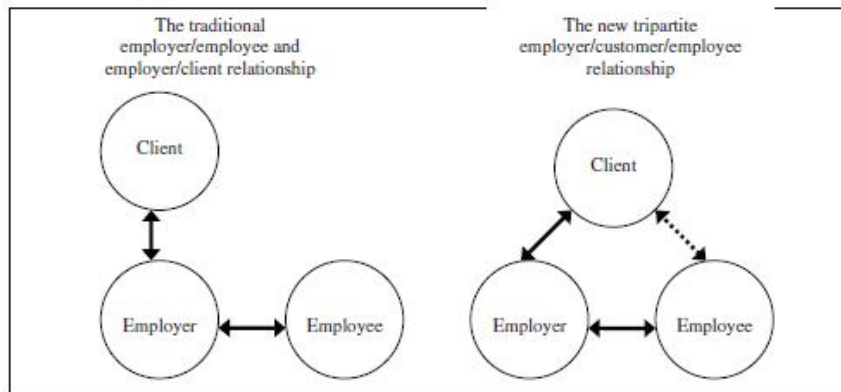 The traditional
employer/employee and
employer/client relationship
Client
Employer
Employee
The new tripartite
employer/customer/employee
relationship
Client
Employer
Employee